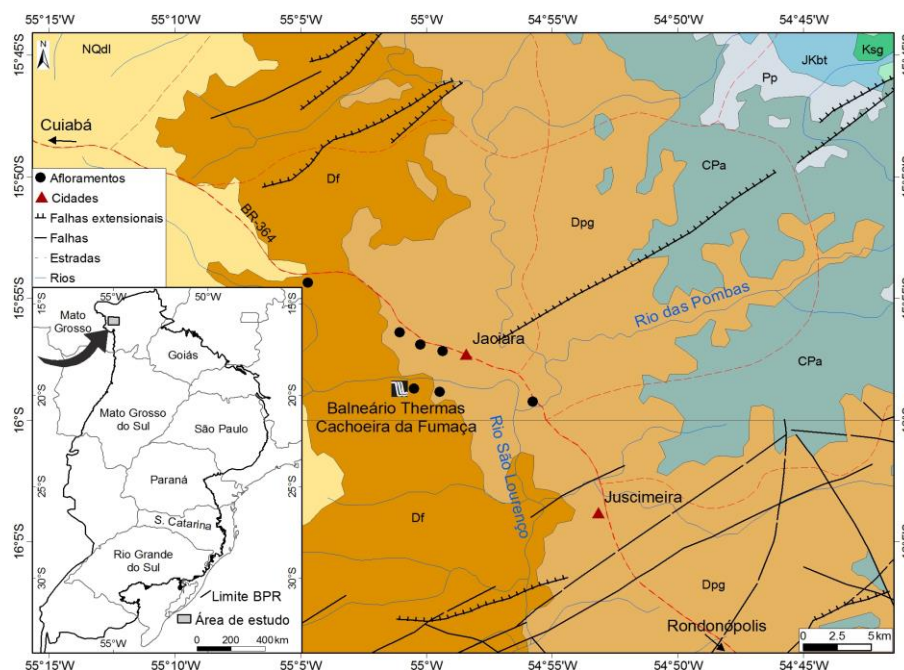 55°15'W 55°10'W 55°5'W 55°0'W 54°55'W 54°50'W 54°45'W
15°45'S
15°50'S
15°55'S
16°S
16°5'S
N
NQdl
Cuiabá
Df
BR-364
Dpg
CPa
Pp
JKbt
Ksg
Rio das Pombas
CPa
Jaciara
Balneário Thermas
Cachoeira da Fumaça
Rio São Lourenço
Juscimeira
Df
Dpg
Rondonópolis
0 2.5 5 km
Afloramentos
Cidades
Falhas extensionais
Falhas
Estradas
Rios
55°W 50°W
15°S
20°S
25°S
30°S
Mato
Grosso
Goiás
Mato Grosso
do Sul
São Paulo
Paraná
S. Catarina
Rio Grande
do Sul
Limite BPR
Área de estudo
0 200 400 km
55°W 50°W
55°5'W 55°0'W 54°55'W 54°50'W 54°45'W